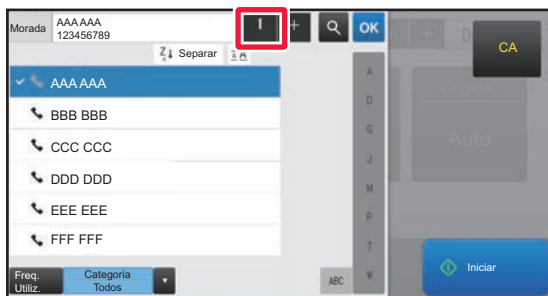 Morada
AAA AAA
123456789
1
+
OK
CA
Separar
AAA AAA
BBB BBB
CCC CCC
DDD DDD
EEE EEE
FFF FFF
A
D
G
J
M
P
T
W
Original
Auto
Freq.
Utiliz.
Categoria
Todos
ABC
Iniciar